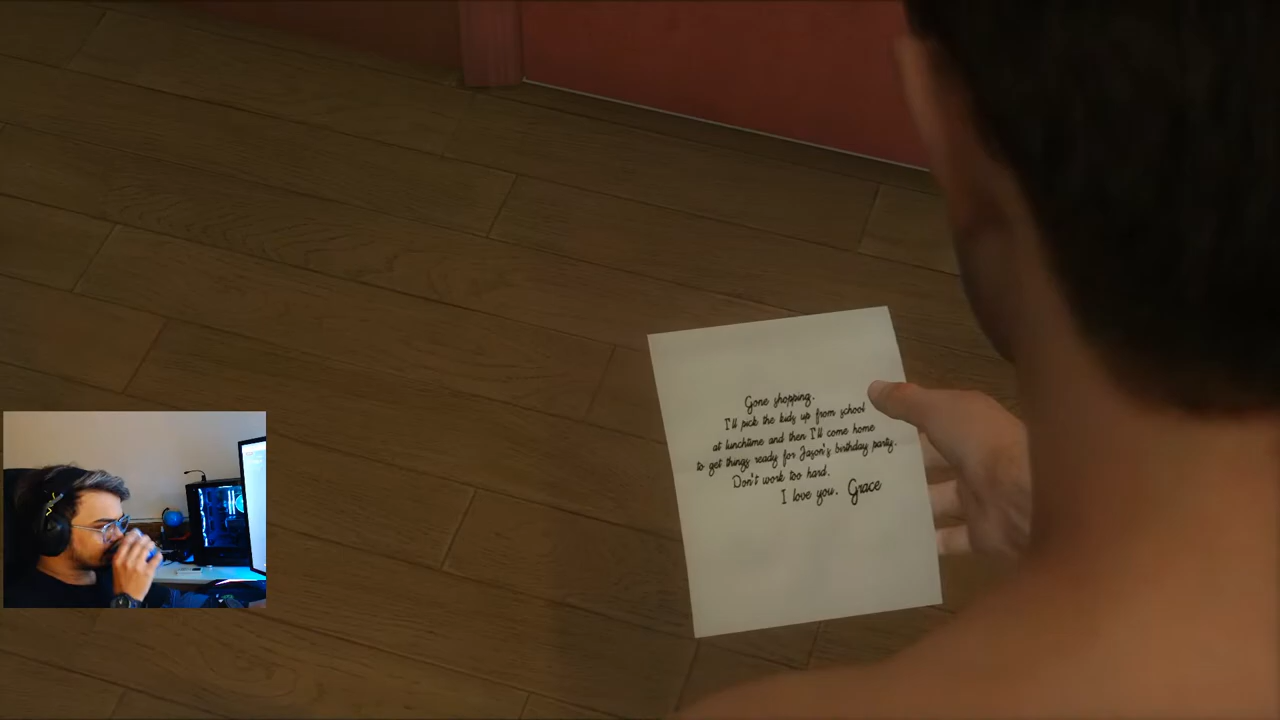 Gone shopping.
I'll pick the kids up from school
at lunchtime and then I'll come home
to get things ready for Jason's birthday party.
Don't work too hard.
I love you. Grace